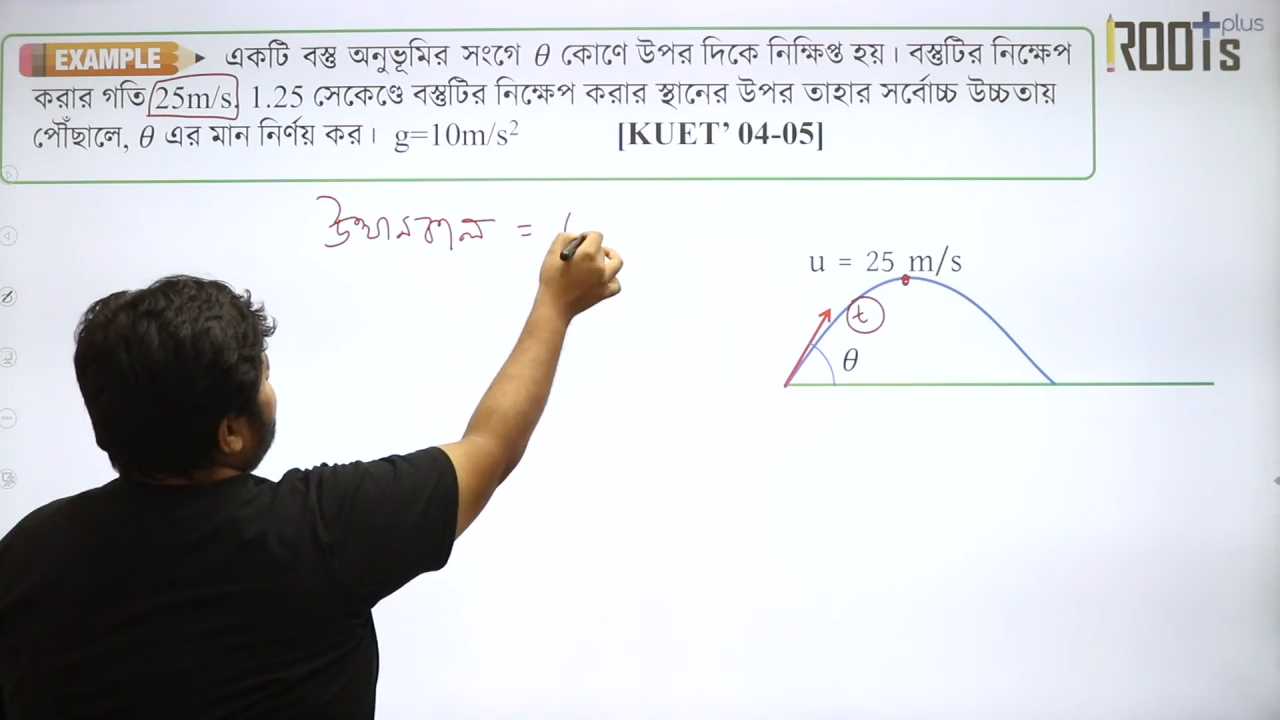 ROOTs plus
EXAMPLE একটি বস্তু অনুভূমির সংগে θ কোণে উপর দিকে নিক্ষিপ্ত হয়। বস্তুটির নিক্ষেপ
করার গতি 25m/s, 1.25 সেকেণ্ডে বস্তুটির নিক্ষেপ করার স্থানের উপর তাহার সর্বোচ্চ উচ্চতায়
পৌঁছালে, θ এর মান নির্ণয় কর। g=10m/s² [KUET’ 04-05]
উত্থানকাল =
u = 25 m/s
t
θ